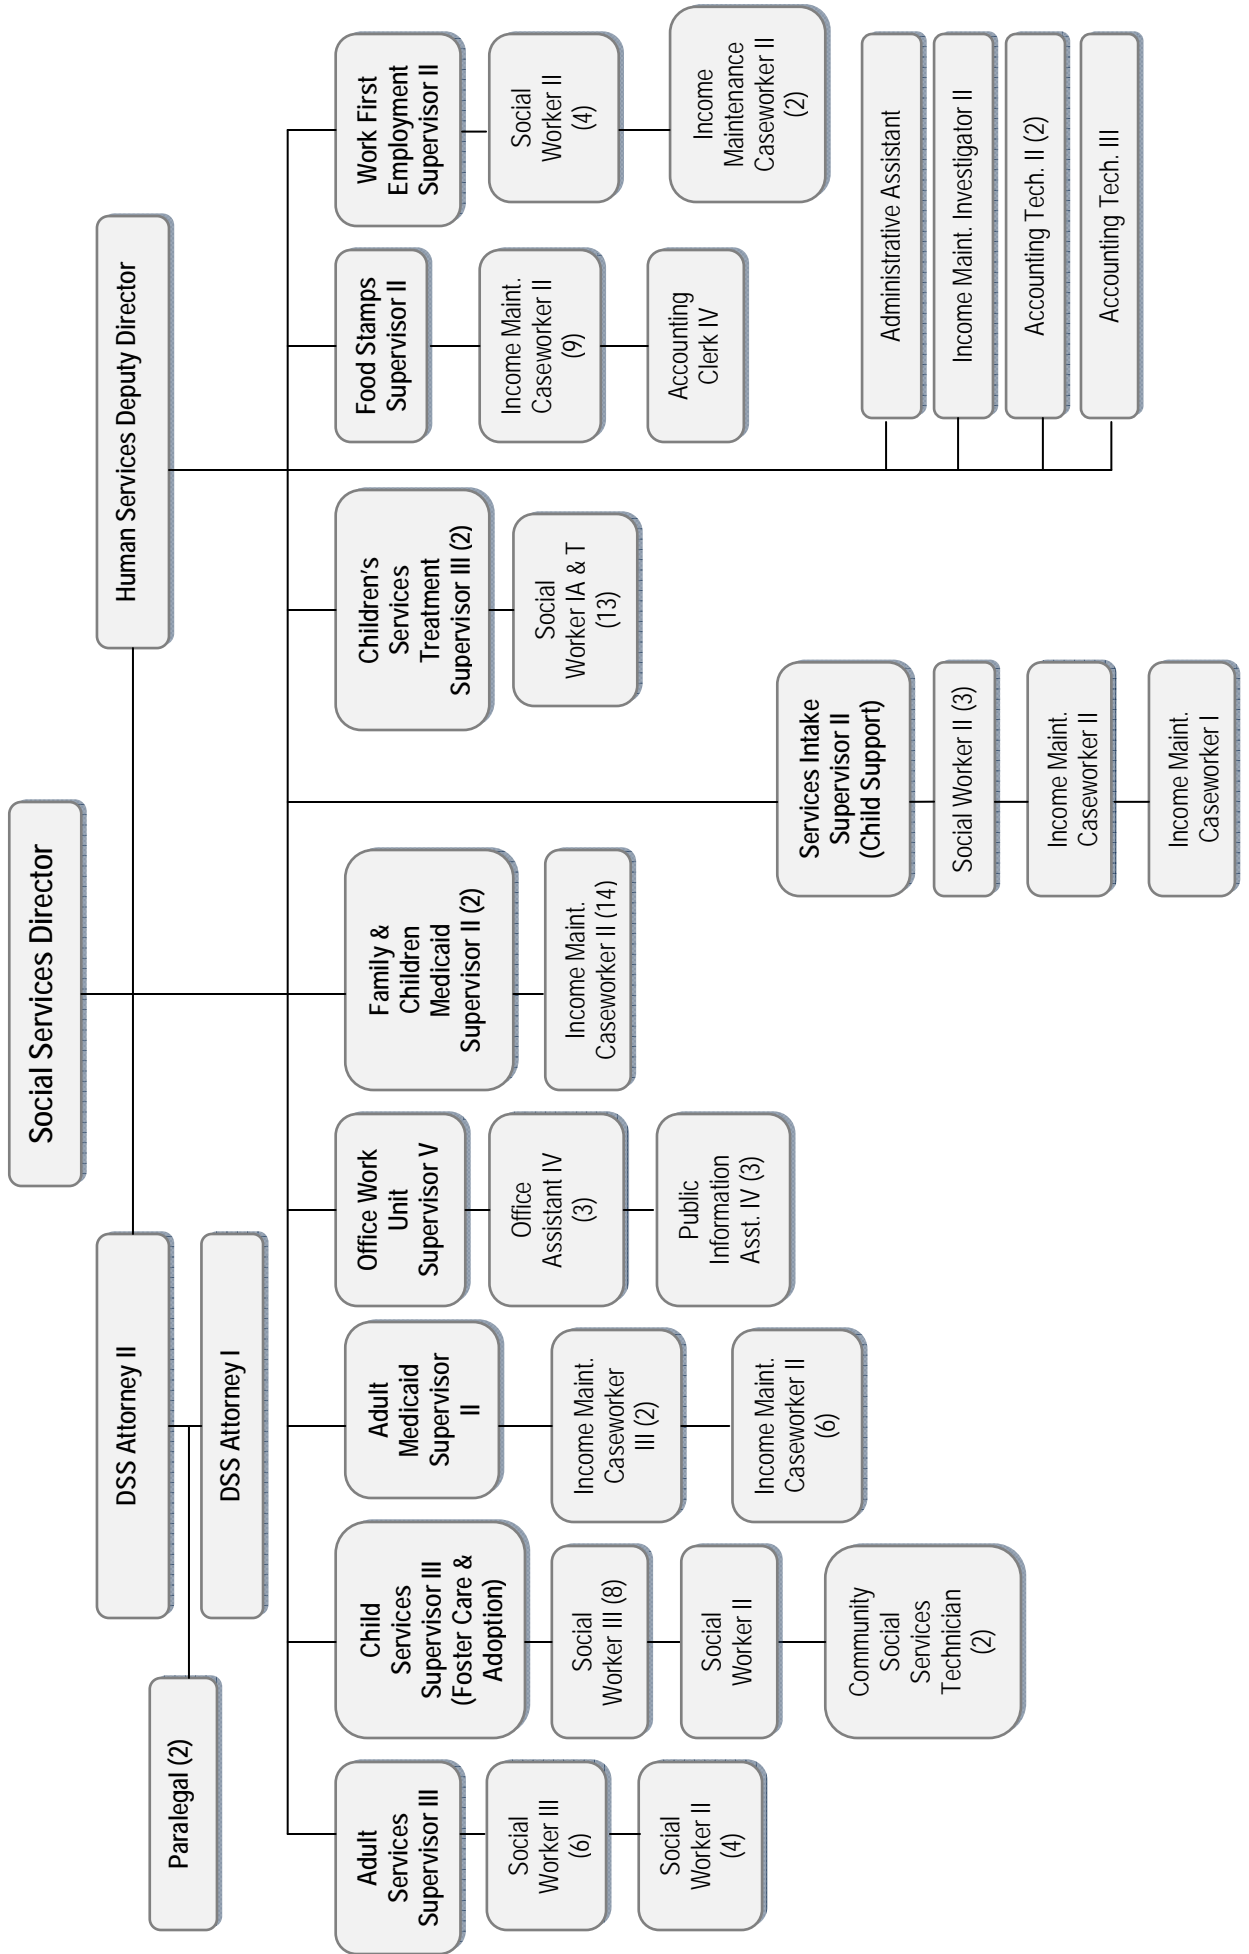 Social Services Director
Human Services Deputy Director
DSS Attorney II
DSS Attorney I
Paralegal (2)
Adult
Services
Supervisor III
Social
Worker III
(6)
Social
Worker II
(4)
Child
Services
Supervisor III
(Foster Care &
Adoption)
Social
Worker III (8)
Social
Worker II
Community
Social
Services
Technician
(2)
Adult
Medicaid
Supervisor
II
Income Maint.
Caseworker
III (2)
Income Maint.
Caseworker II
(6)
Office Work
Unit
Supervisor V
Office
Assistant IV
(3)
Public
Information
Asst. IV (3)
Family &
Children
Medicaid
Supervisor II (2)
Income Maint.
Caseworker II (14)
Services Intake
Supervisor II
(Child Support)
Social Worker II (3)
Income Maint.
Caseworker II
Income Maint.
Caseworker I
Children's
Services
Treatment
Supervisor III (2)
Social
Worker IA & T
(13)
Food Stamps
Supervisor II
Income Maint.
Caseworker II
(9)
Accounting
Clerk IV
Work First
Employment
Supervisor II
Social
Worker II
(4)
Income
Maintenance
Caseworker II
(2)
Administrative Assistant
Income Maint. Investigator II
Accounting Tech. II (2)
Accounting Tech. III